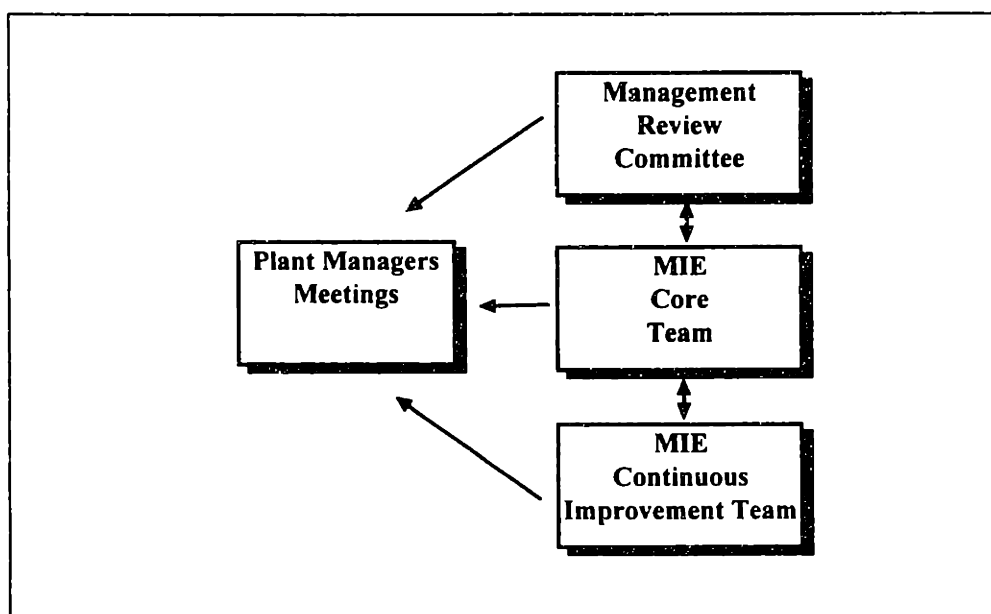 Management
Review
Committee
Plant Managers
Meetings
MIE
Core
Team
MIE
Continuous
Improvement Team